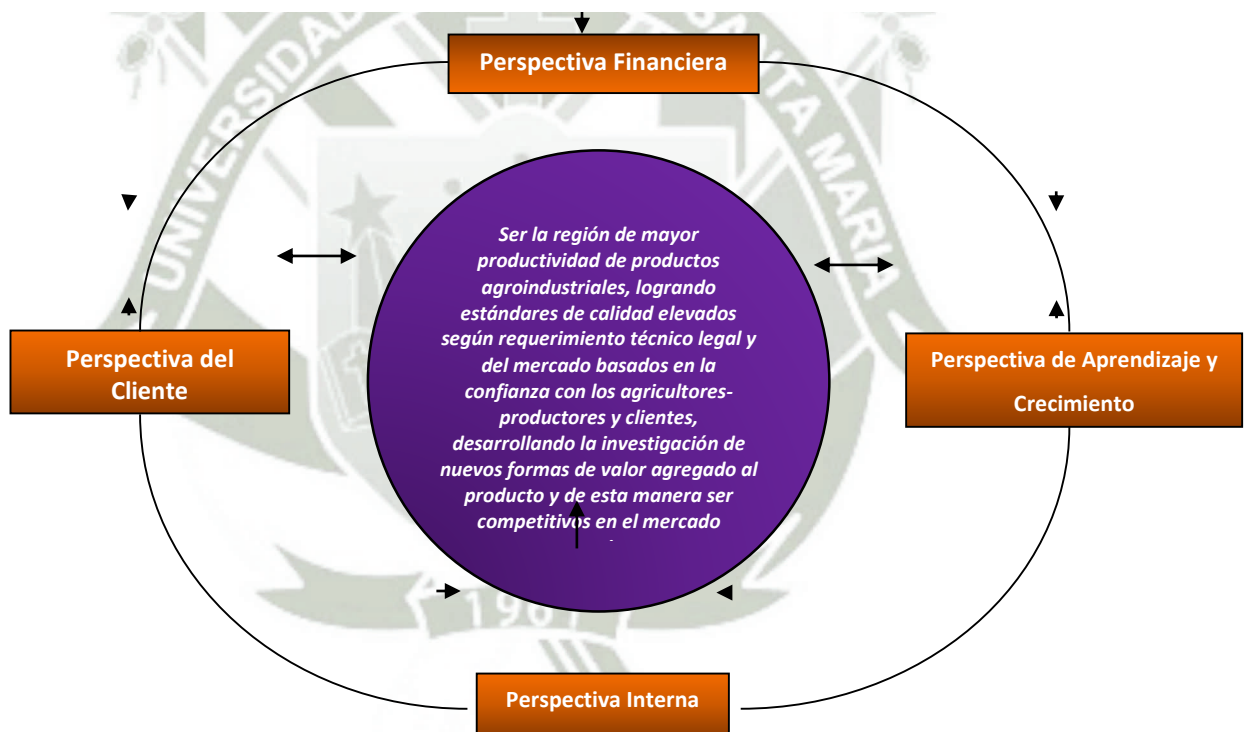 Perspectiva Financiera
UNIVERSIDAD
SANTA MARIA
Ser la región de mayor
productividad de productos
agroindustriales, logrando
estándares de calidad elevados
según requerimiento técnico legal y
del mercado basados en la
confianza con los agricultores-
productores y clientes,
desarrollando la investigación de
nuevos formas de valor agregado al
producto y de esta manera ser
competitivos en el mercado
Perspectiva del
Cliente
Perspectiva de Aprendizaje y
Crecimiento
Perspectiva Interna